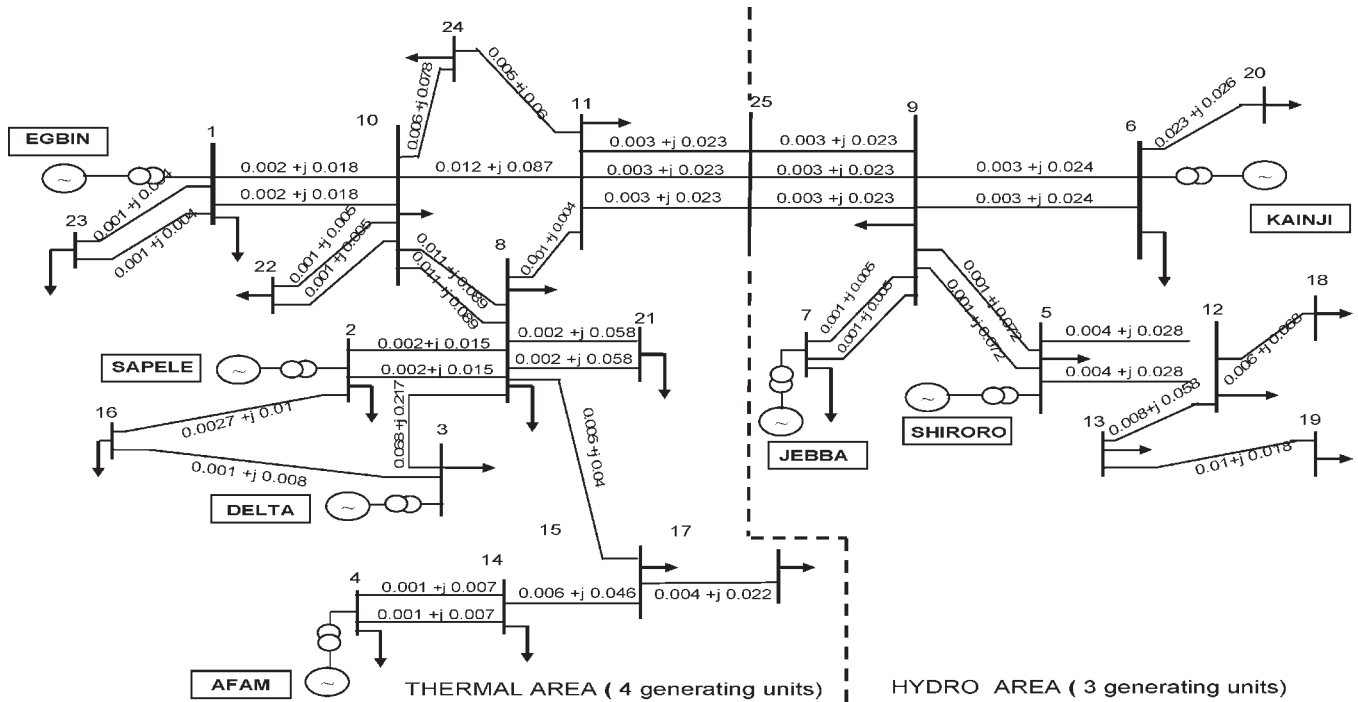 24
0.006 +j 0.078
0.005 +j 0.06
20
0.023 +j 0.026
11
25
9
6
10
1
EGBIN
~
0.002 +j 0.018
0.012 +j 0.087
0.003 +j 0.023
0.003 +j 0.023
0.003 +j 0.023
0.003 +j 0.023
0.003 +j 0.024
~
0.002 +j 0.018
0.003 +j 0.023
0.003 +j 0.023
0.003 +j 0.024
KAINJI
23
0.001 +j 0.004
0.001 +j 0.005
0.001 +j 0.005
22
8
0.001 +j 0.004
0.011 +j 0.089
0.011 +j 0.089
7
0.001 +j 0.005
0.001 +j 0.005
0.001 +j 0.072
0.001 +j 0.072
5
12
18
0.004 +j 0.028
0.004 +j 0.028
0.006 +j 0.068
2
0.002 +j 0.058
21
0.002+j 0.015
0.002 +j 0.058
SAPELE
~
0.002+j 0.015
0.068 +j 0.217
~
SHIRORO
~
JEBBA
0.008+j 0.058
13
19
0.01+j 0.018
16
0.0027 +j 0.01
3
0.001 +j 0.008
DELTA
~
0.005 +j 0.04
15
17
14
4
0.001 +j 0.007
0.006 +j 0.046
0.004 +j 0.022
0.001 +j 0.007
AFAM
~
THERMAL AREA ( 4 generating units)
HYDRO AREA ( 3 generating units)